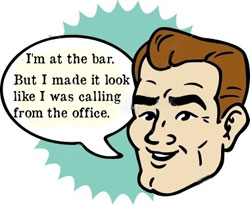 I'm at the bar.
But I made it look
like I was calling
from the office.